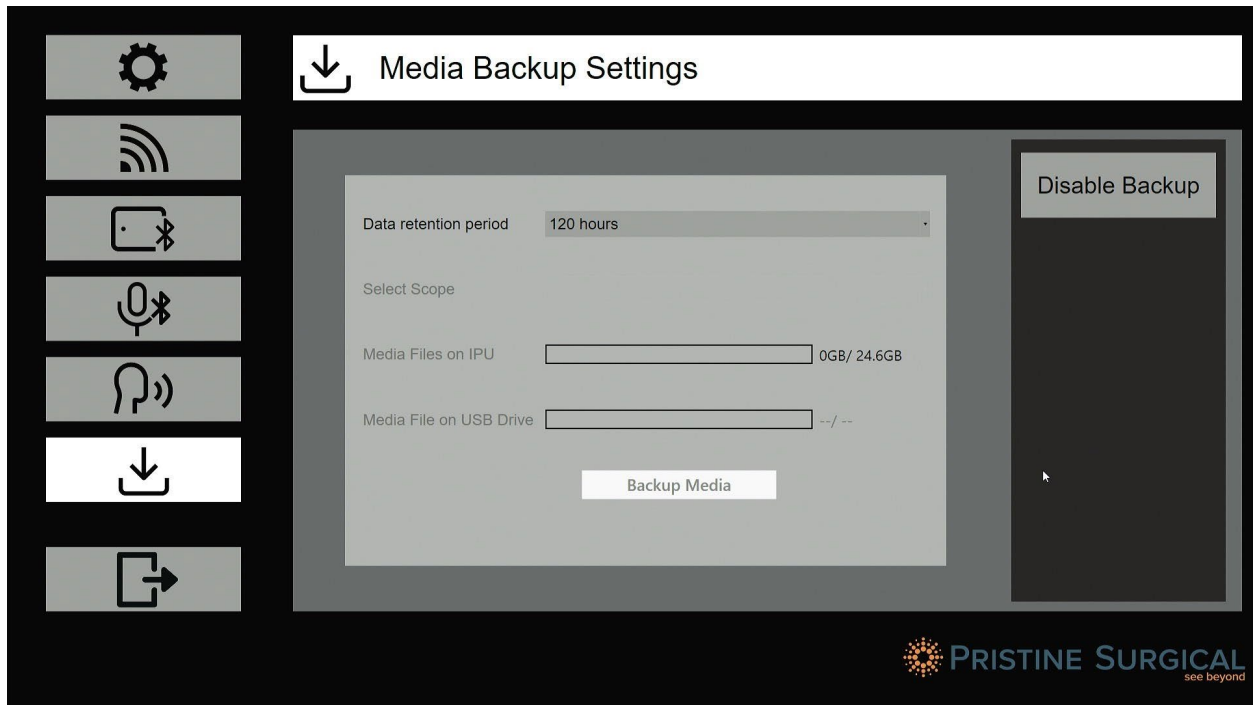 Media Backup Settings
Disable Backup
Data retention period 120 hours
Select Scope
Media Files on IPU 0GB/ 24.6GB
Media File on USB Drive --/ --
Backup Media
PRISTINE SURGICAL
see beyond